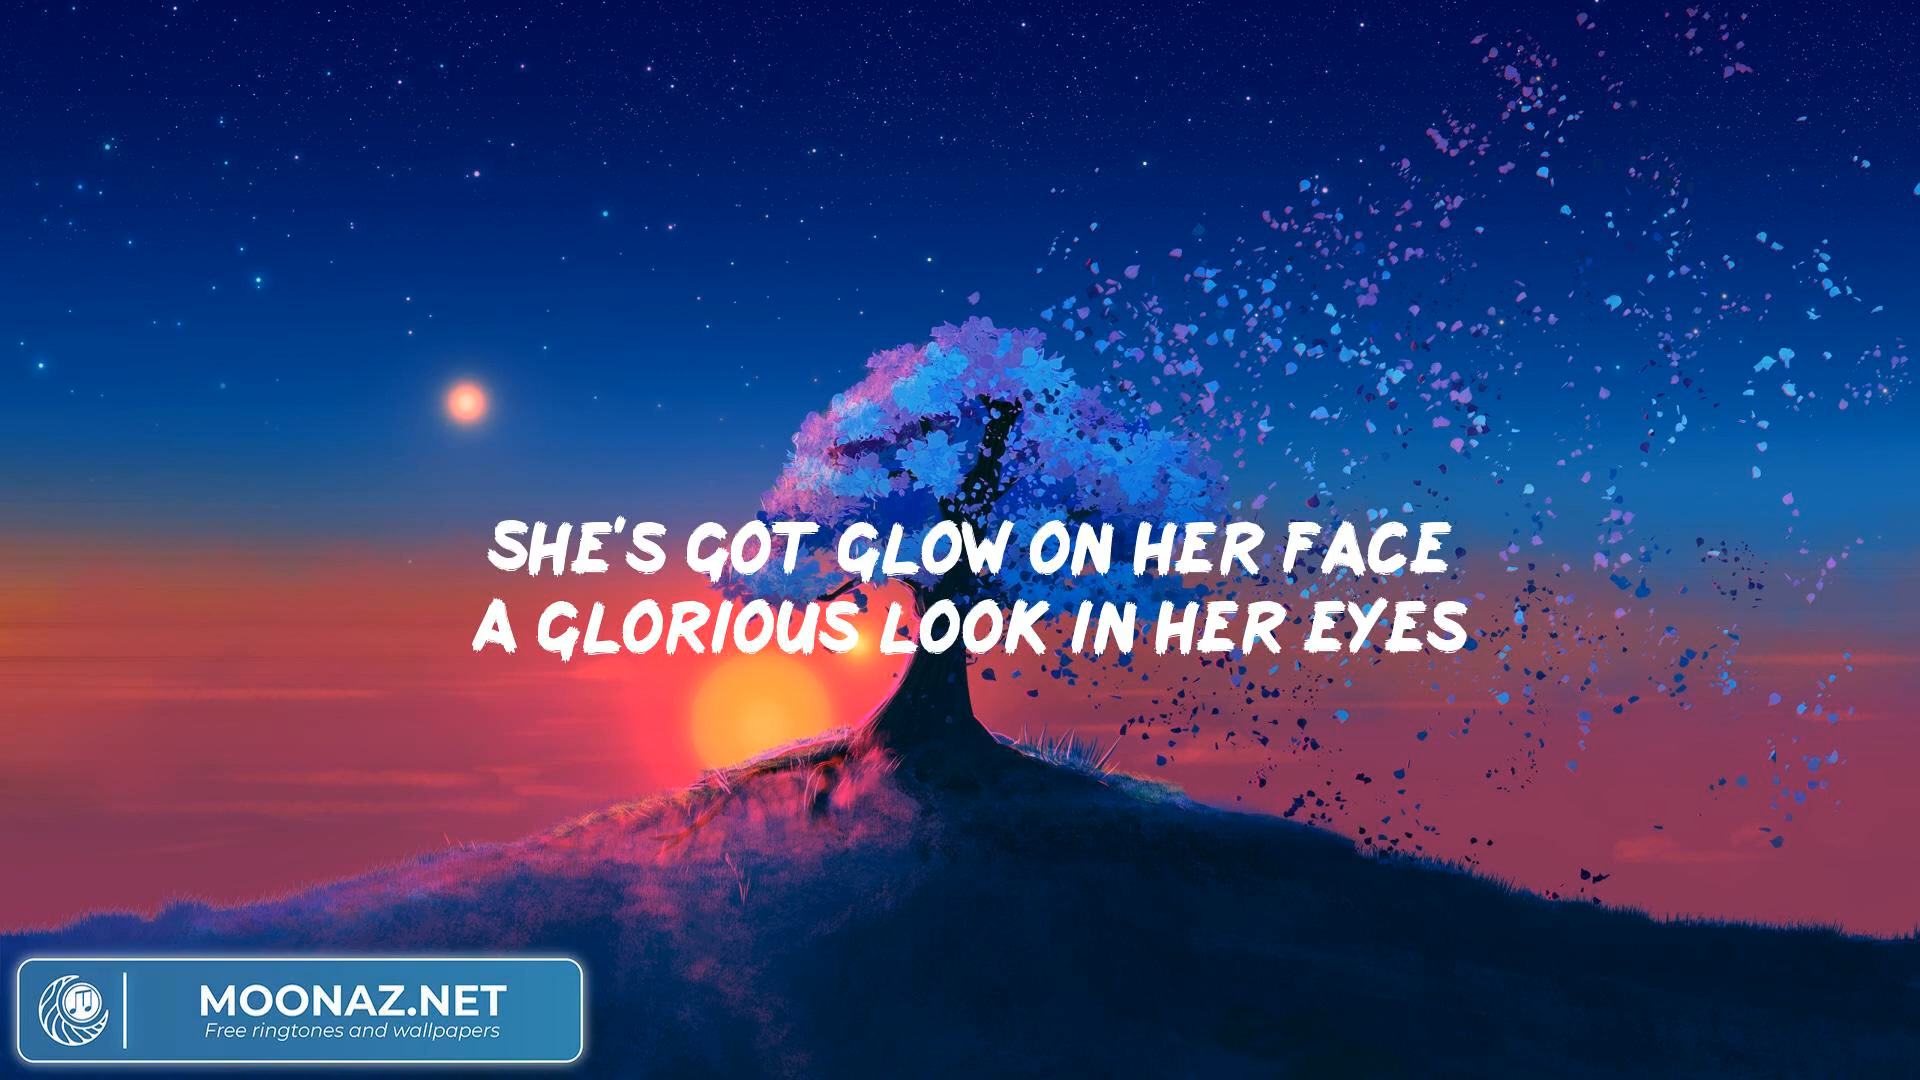 SHE'S GOT GLOW ON HER FACE
A GLORIOUS LOOK IN HER EYES
MOONAZ.NET
Free ringtones and wallpapers